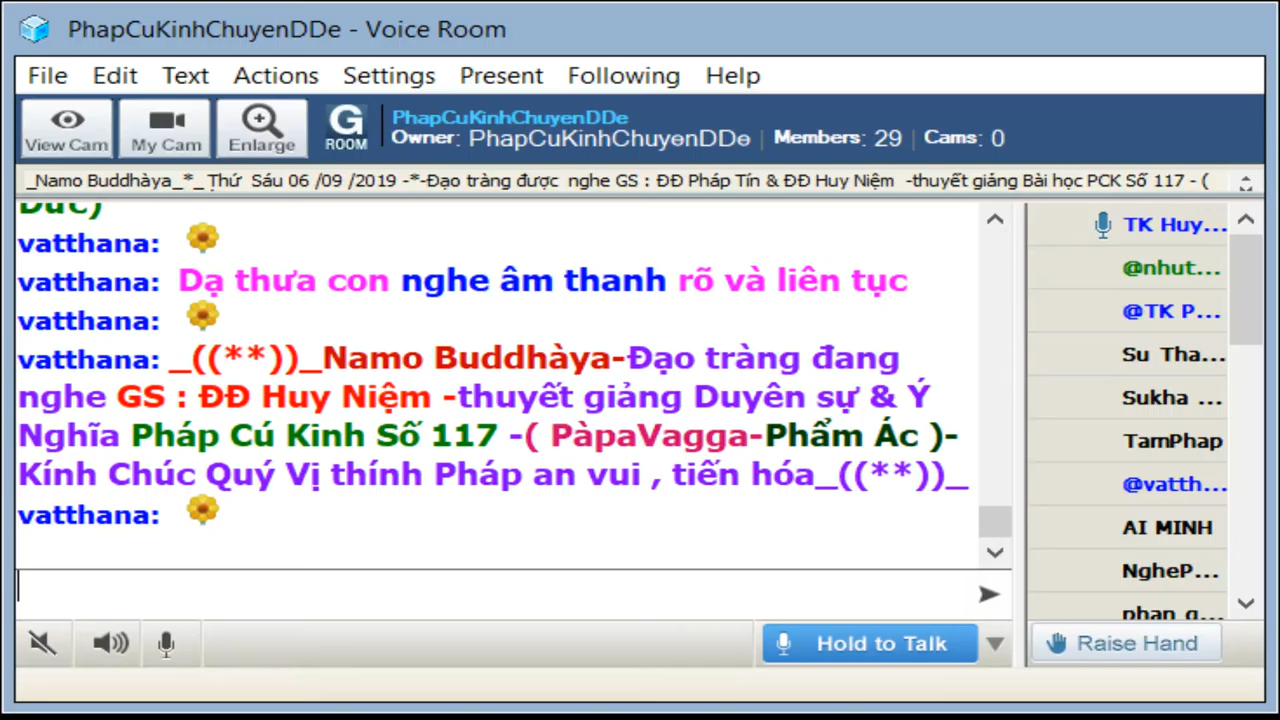 PhapCuKinhChuyenDDe - Voice Room
File Edit Text Actions Settings Present Following Help
View Cam My Cam Enlarge G ROOM
PhapCuKinhChuyenDDe
Owner: PhapCuKinhChuyenDDe | Members: 29 | Cams: 0
_Namo Buddhàya_*_ Thứ Sáu 06 /09 /2019 -*-Đạo tràng được nghe GS : ĐĐ Pháp Tín & ĐĐ Huy Niệm -thuyết giảng Bài học PCK Số 117 - (
vatthana:
vatthana: Dạ thưa con nghe âm thanh rõ và liên tục
vatthana:
vatthana: _((**))_Namo Buddhàya-Đạo tràng đang
nghe GS : ĐĐ Huy Niệm -thuyết giảng Duyên sự & Ý
Nghĩa Pháp Cú Kinh Số 117 -( PàpaVagga-Phẩm Ác )-
Kính Chúc Quý Vị thính Pháp an vui , tiến hóa_((**))_
vatthana:
TK Huy...
@nhut...
@TK P...
Su Tha...
Sukha ...
TamPhap
@vatth...
AI MINH
NgheP...
phan g...
Hold to Talk
Raise Hand